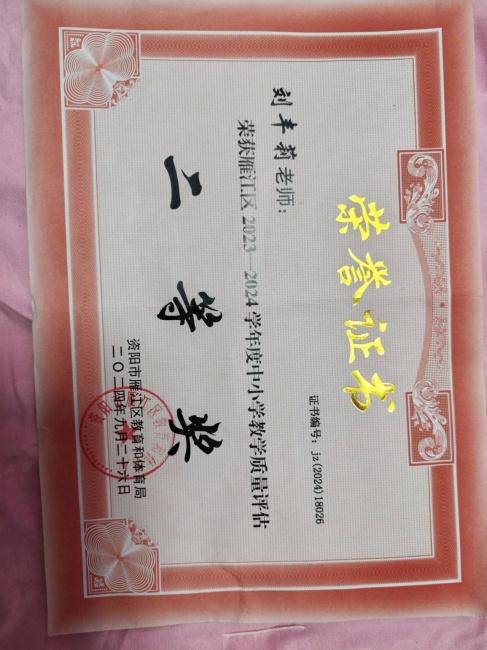 荣誉证书
证书编号：jz(2024)18026
刘丰莉老师：
荣获雁江区2023—2024学年度中小学教学质量评估
二等奖
资阳市雁江区教育和体育局
二〇二四年九月二十六日